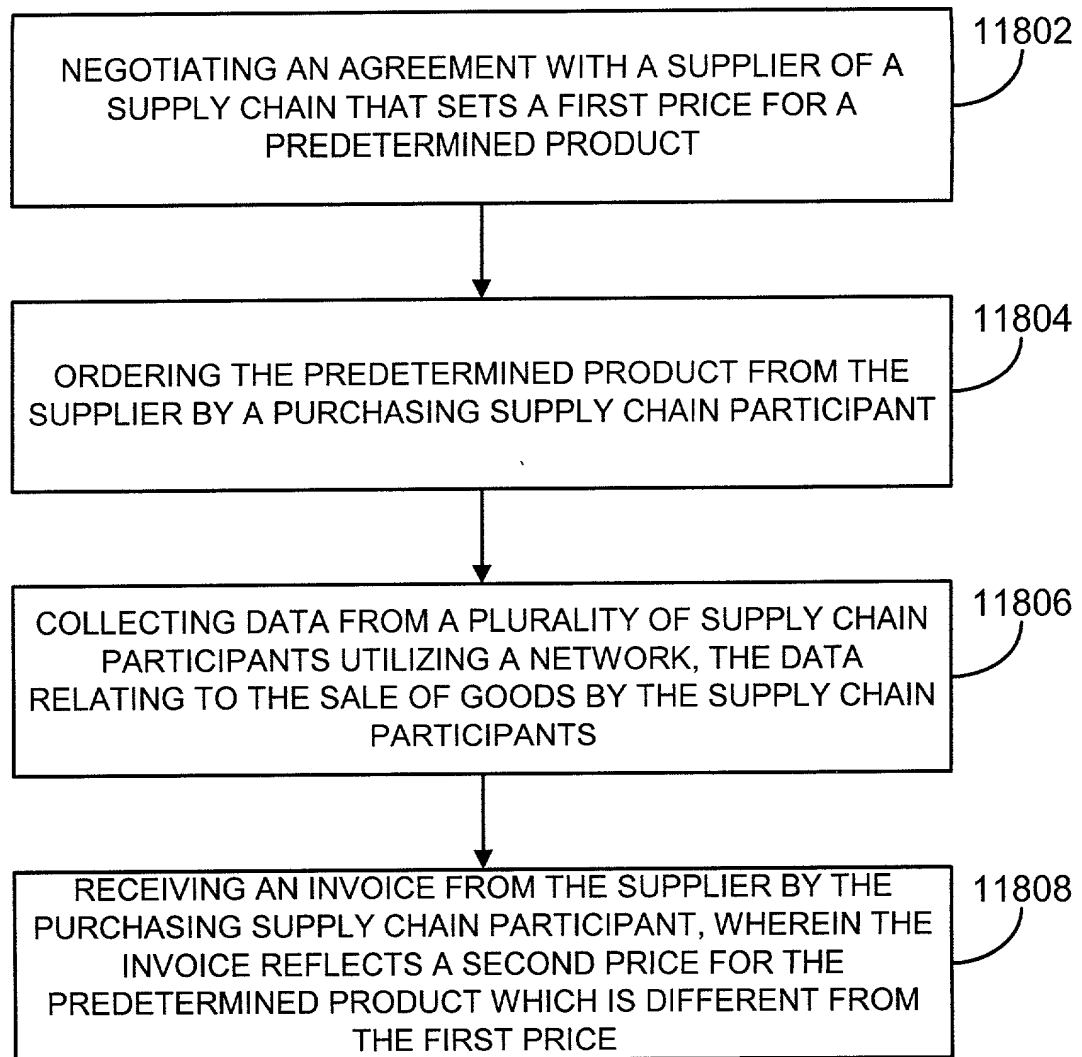 11802
NEGOTIATING AN AGREEMENT WITH A SUPPLIER OF A
SUPPLY CHAIN THAT SETS A FIRST PRICE FOR A
PREDETERMINED PRODUCT
11804
ORDERING THE PREDETERMINED PRODUCT FROM THE
SUPPLIER BY A PURCHASING SUPPLY CHAIN PARTICIPANT
11806
COLLECTING DATA FROM A PLURALITY OF SUPPLY CHAIN
PARTICIPANTS UTILIZING A NETWORK, THE DATA
RELATING TO THE SALE OF GOODS BY THE SUPPLY CHAIN
PARTICIPANTS
11808
RECEIVING AN INVOICE FROM THE SUPPLIER BY THE
PURCHASING SUPPLY CHAIN PARTICIPANT, WHEREIN THE
INVOICE REFLECTS A SECOND PRICE FOR THE
PREDETERMINED PRODUCT WHICH IS DIFFERENT FROM
THE FIRST PRICE